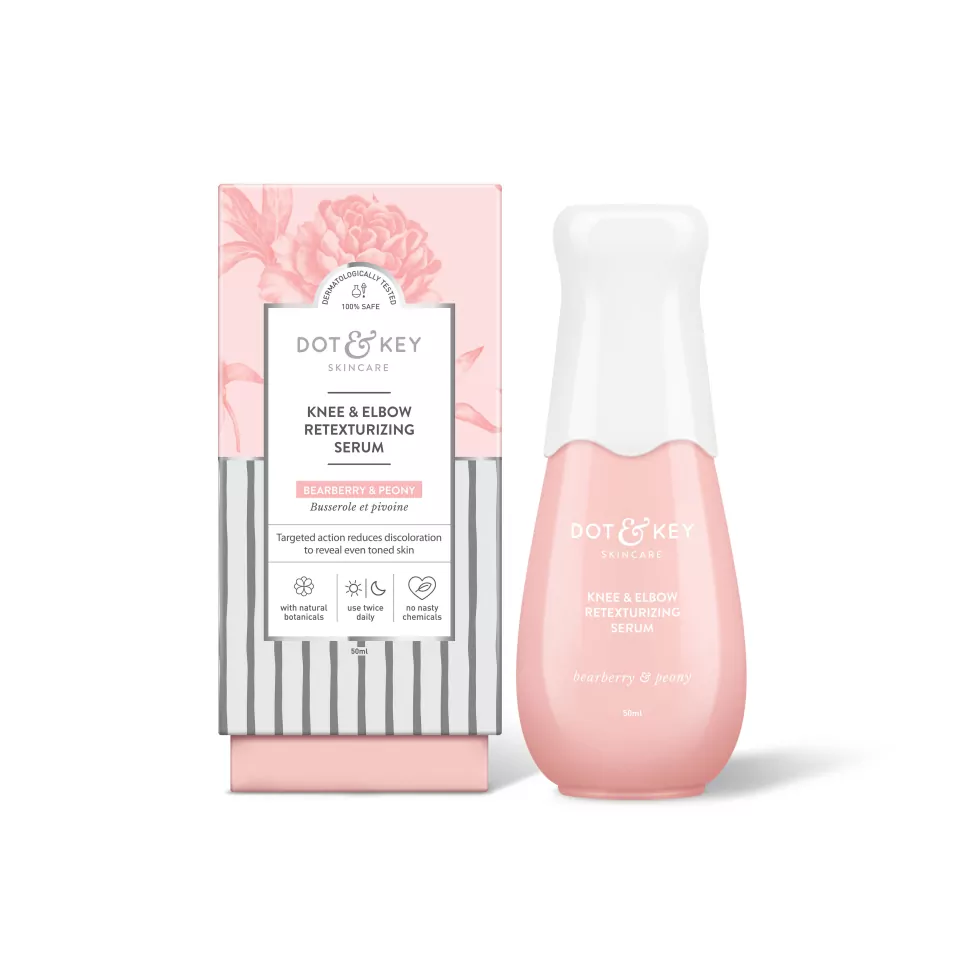 DERMATOLOGICALLY TESTED
100% SAFE
DOT & KEY
SKINCARE
KNEE & ELBOW
RETEXTURIZING
SERUM
BEARBERRY & PEONY
Busserole et pivoine
Targeted action reduces discoloration
to reveal even toned skin
with natural
botanicals
use twice
daily
no nasty
chemicals
50ml
DOT & KEY
SKINCARE
KNEE & ELBOW
RETEXTURIZING
SERUM
bearberry & peony
50ml